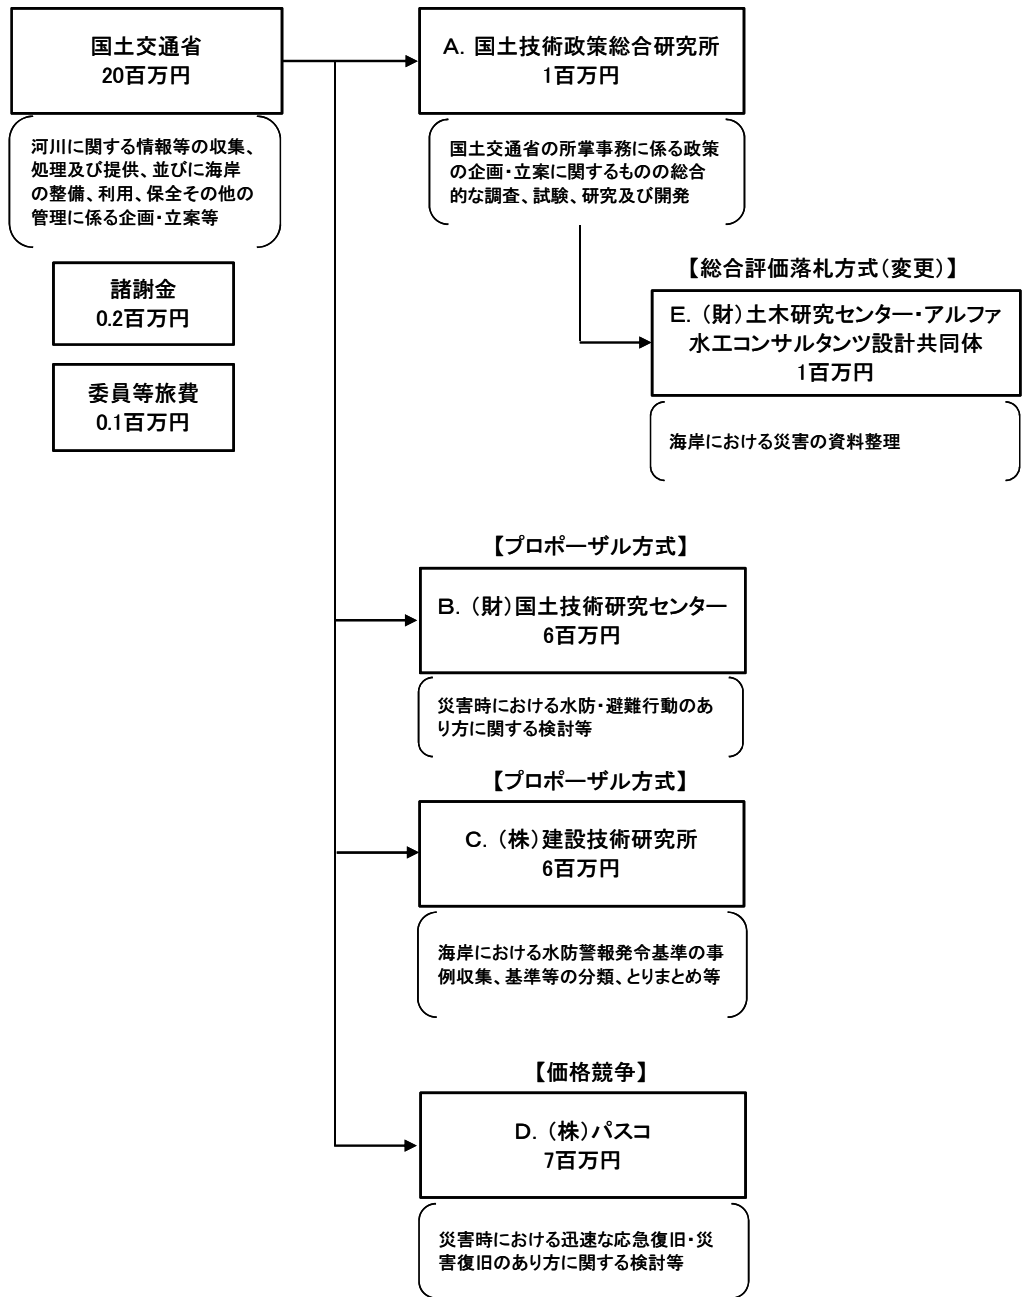 国土交通省
20百万円
河川に関する情報等の収集、
処理及び提供、並びに海岸
の整備、利用、保全その他の
管理に係る企画・立案等
諸謝金
0.2百万円
委員等旅費
0.1百万円
A．国土技術政策総合研究所
1百万円
国土交通省の所掌事務に係る政策
の企画・立案に関するものの総合
的な調査、試験、研究及び開発
【総合評価落札方式（変更）】
E．（財）土木研究センター・アルファ
水工コンサルタンツ設計共同体
1百万円
海岸における災害の資料整理
【プロポーザル方式】
B．（財）国土技術研究センター
6百万円
災害時における水防・避難行動のあ
り方に関する検討等
【プロポーザル方式】
C．（株）建設技術研究所
6百万円
海岸における水防警報発令基準の事
例収集、基準等の分類、とりまとめ等
【価格競争】
D．（株）パスコ
7百万円
災害時における迅速な応急復旧・災
害復旧のあり方に関する検討等